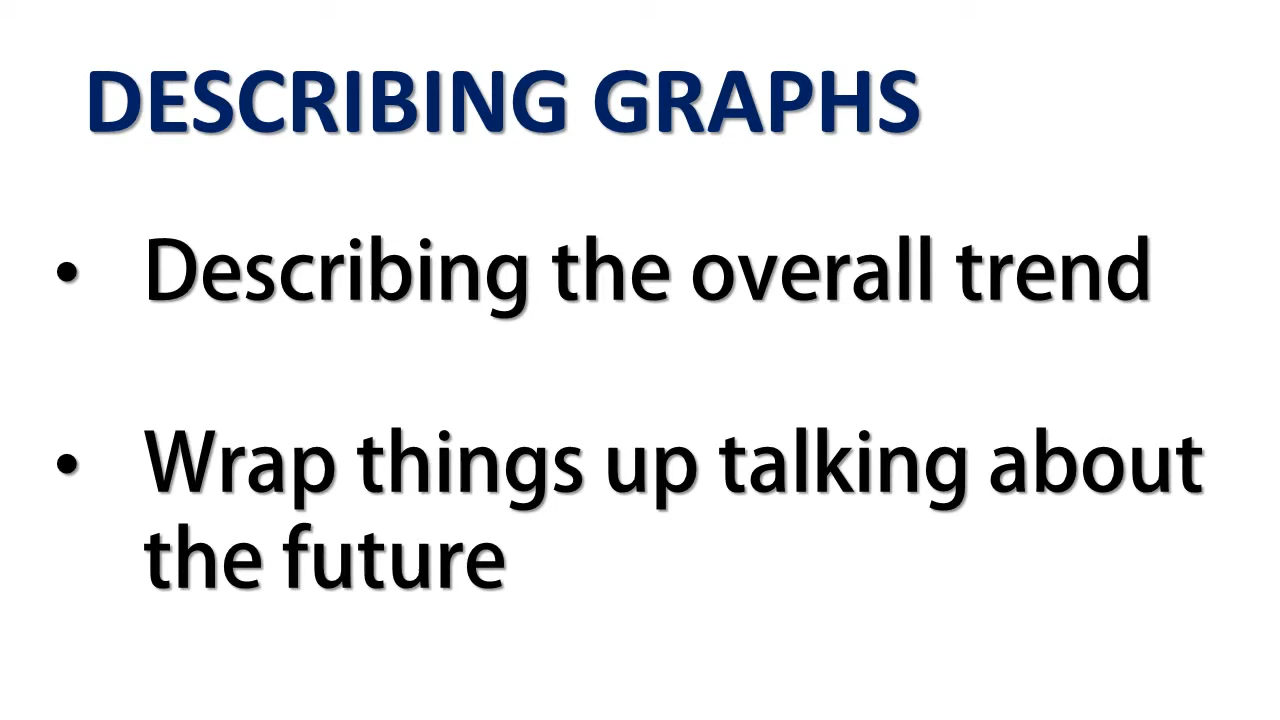 DESCRIBING GRAPHS
• Describing the overall trend
• Wrap things up talking about
the future